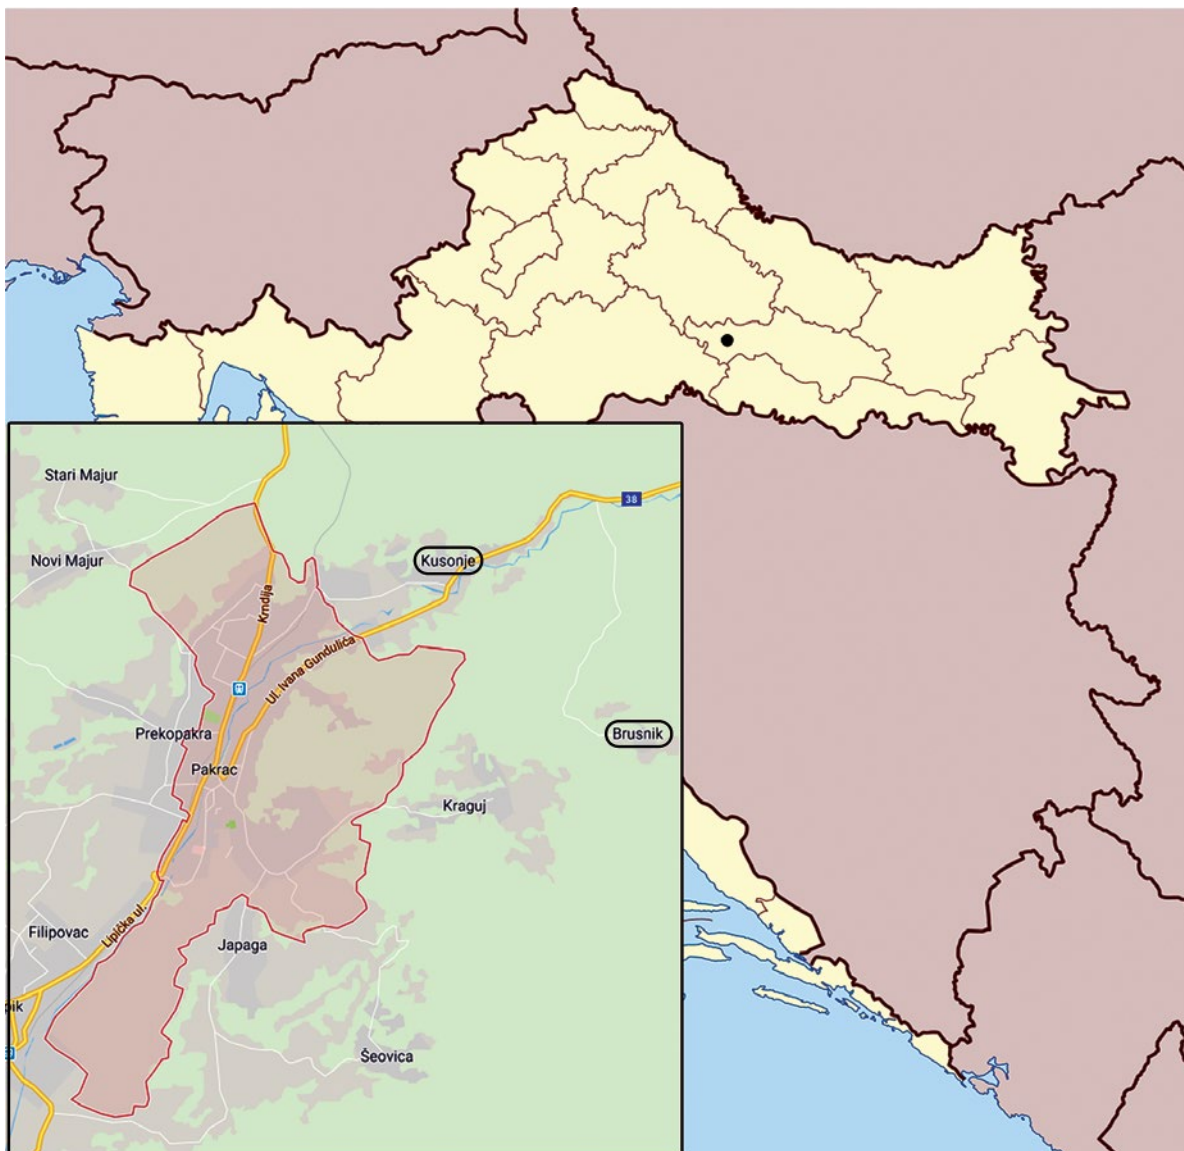 Stari Majur
38
Novi Majur
Kusonje
Krndija
Ul. Ivana Gundulića
Prekopakra
Brusnik
Pakrac
Kraguj
Lipička ul.
Filipovac
Japaga
pik
Šeovica